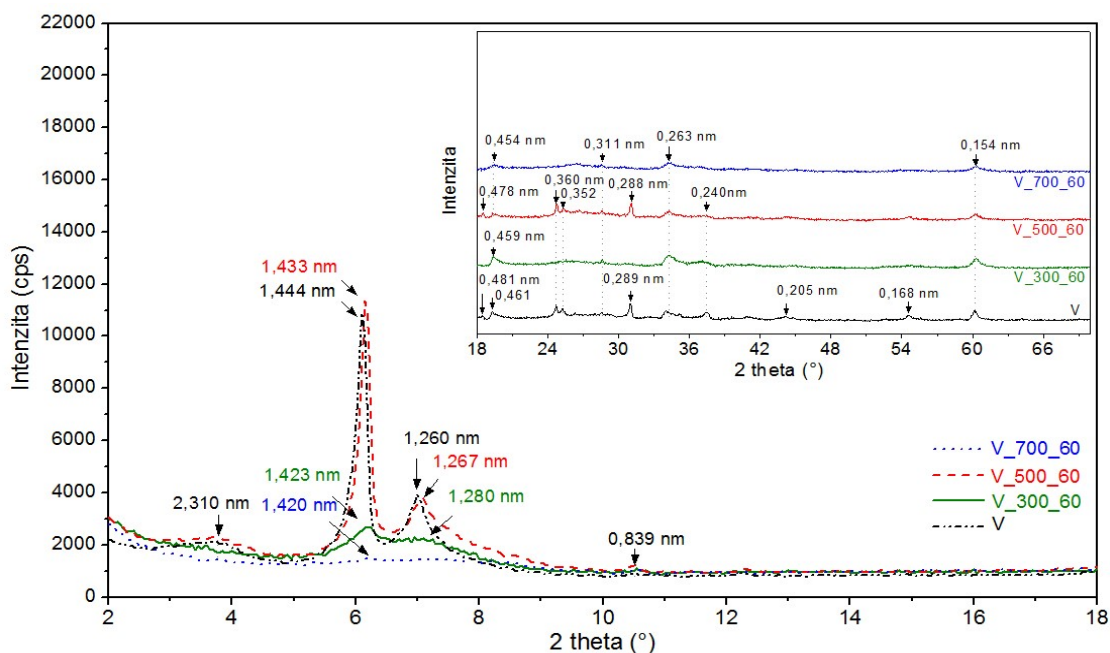 22000
20000
18000
16000
14000
12000
10000
8000
6000
4000
2000
0
Intenzita (cps)
2
4
6
8
10
12
14
16
18
2 theta (°)
1,433 nm
1,444 nm
1,260 nm
1,267 nm
1,423 nm
1,420 nm
1,280 nm
2,310 nm
0,839 nm
V_700_60
V_500_60
V_300_60
V
Intenzita
0,454 nm
0,311 nm
0,263 nm
0,154 nm
V_700_60
0,360 nm
0,288 nm
0,478 nm
0,352
0,240nm
V_500_60
0,459 nm
V_300_60
0,481 nm
0,289 nm
0,461
0,205 nm
0,168 nm
V
18
24
30
36
42
48
54
60
66
2 theta (°)